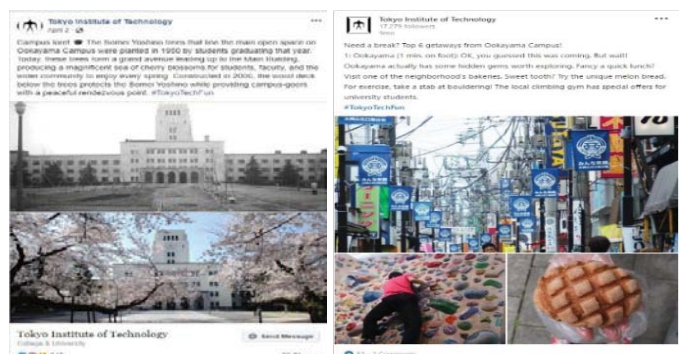 Tokyo Institute of Technology
April 2
Campus lore! The Somei Yoshino trees that line the main open space on
Ookayama Campus were planted in 1950 by students graduating that year.
Today, these trees form a grand avenue leading up to the Main Building,
producing a magnificent sea of cherry blossoms for students, faculty, and the
wider community to enjoy every spring. Constructed in 2006, the wood deck
below the trees protects the Somei Yoshino while providing campus-goers
with a peaceful rendezvous point. #TokyoTechFun
Tokyo Institute of Technology
College & University
Send Message
Tokyo Institute of Technology
17,279 followers
Need a break? Top 6 getaways from Ookayama Campus!
1: Ookayama (1 min. on foot): OK, you guessed this was coming. But wait!
Ookayama actually has some hidden gems worth exploring. Fancy a quick lunch?
Visit one of the neighborhood's bakeries. Sweet tooth? Try the unique melon bread.
For exercise, take a stab at bouldering! The local climbing gym has special offers for
university students.
#TokyoTechFun